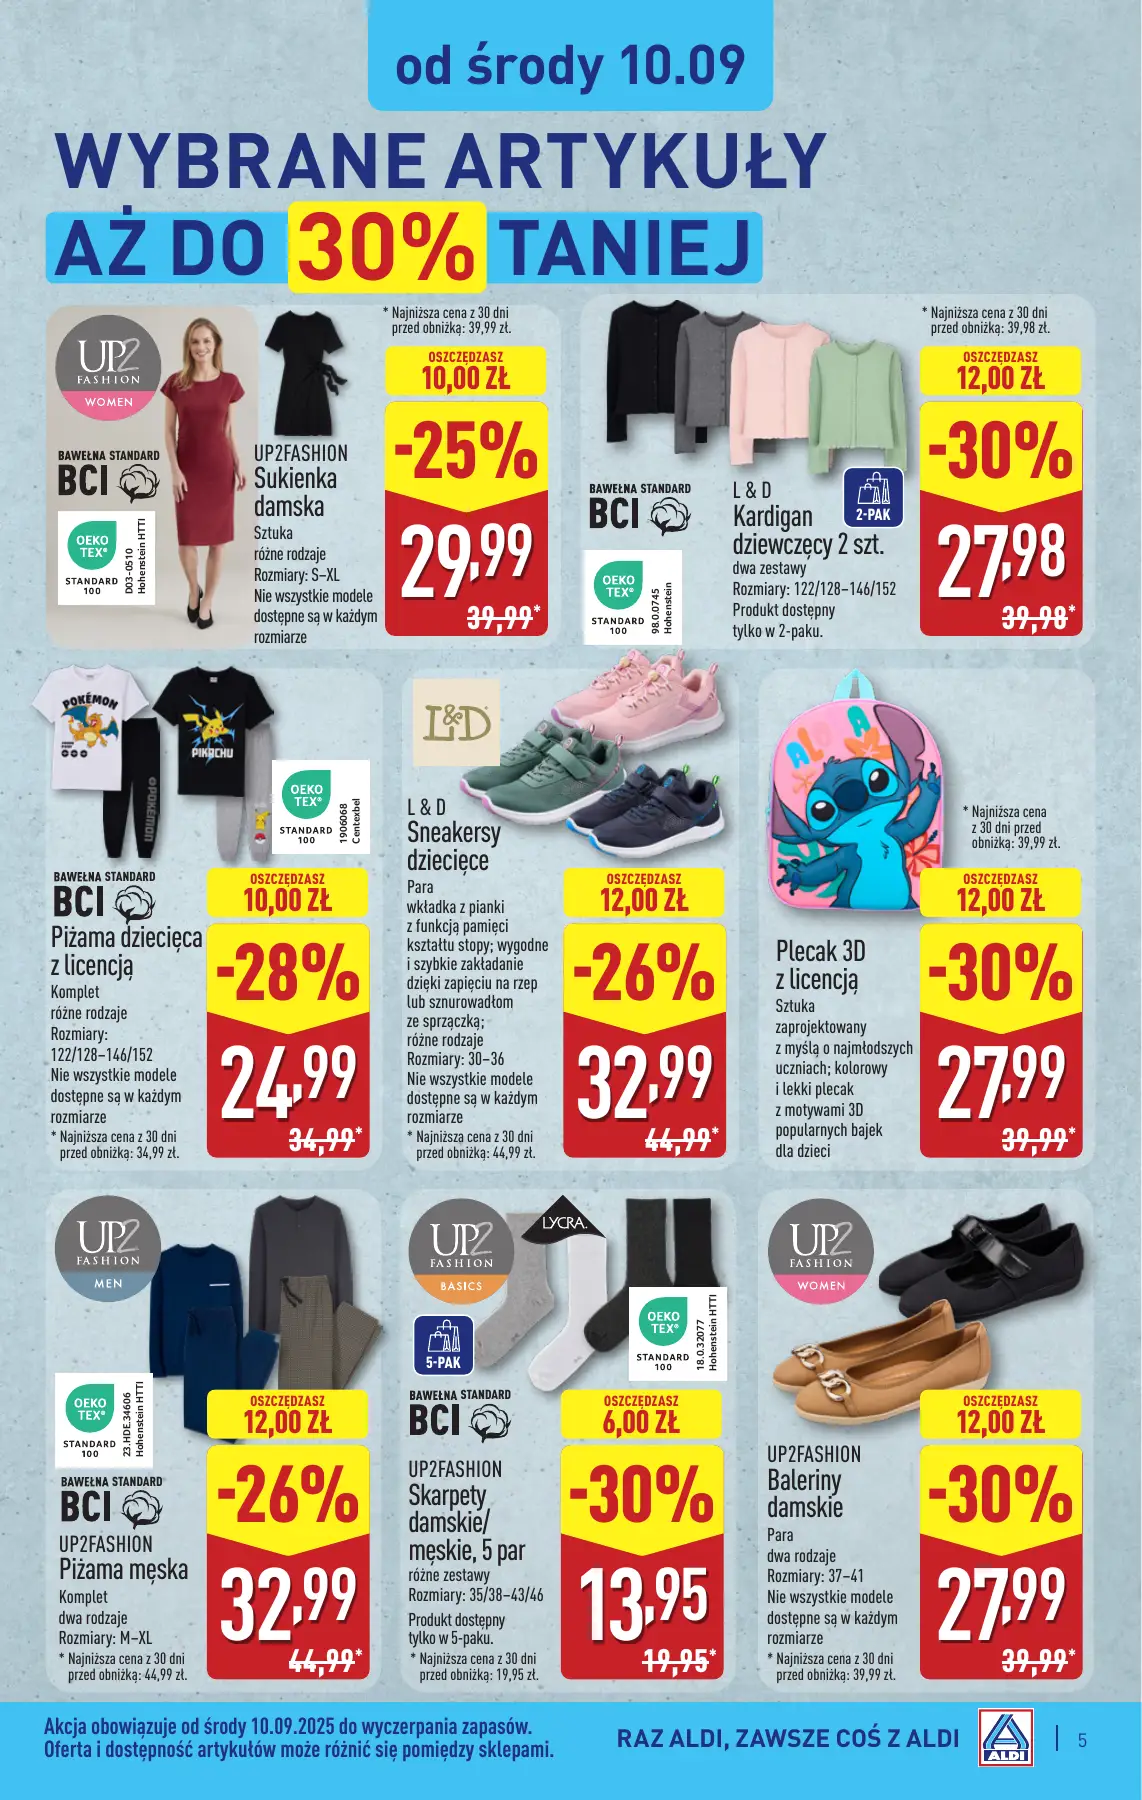 od środy 10.09
WYBRANE ARTYKUŁY
AŻ DO 30% TANIEJ
UP2
FASHION
WOMEN
BAWEŁNA STANDARD
BCI
OEKO
TEX®
STANDARD
100
D03-0510
Hohenstein HTTI
UP2FASHION
Sukienka
damska
Sztuka
różne rodzaje
Rozmiary: S–XL
Nie wszystkie modele
dostępne są w każdym
rozmiarze
* Najniższa cena z 30 dni
przed obniżką: 39,99 zł.
OSZCZĘDZASZ
10,00 ZŁ
-25%
29,99
39,99*
BAWEŁNA STANDARD
BCI
OEKO
TEX®
STANDARD
100
98.0.0745
Hohenstein
2-PAK
L & D
Kardigan
dziewczęcy 2 szt.
dwa zestawy
Rozmiary: 122/128–146/152
Produkt dostępny
tylko w 2-paku.
* Najniższa cena z 30 dni
przed obniżką: 39,98 zł.
OSZCZĘDZASZ
12,00 ZŁ
-30%
27,98
39,98*
POKÉMON
POKÉMON
PIKACHU
OEKO
TEX®
STANDARD
100
1906068
Centexbel
BAWEŁNA STANDARD
BCI
Piżama dziecięca
z licencją
Komplet
różne rodzaje
Rozmiary:
122/128–146/152
Nie wszystkie modele
dostępne są w każdym
rozmiarze
* Najniższa cena z 30 dni
przed obniżką: 34,99 zł.
OSZCZĘDZASZ
10,00 ZŁ
-28%
24,99
34,99*
L&D
L & D
Sneakersy
dziecięce
Para
wkładka z pianki
z funkcją pamięci
kształtu stopy; wygodne
i szybkie zakładanie
dzięki zapięciu na rzep
lub sznurowadłom
ze sprzączką;
różne rodzaje
Rozmiary: 30–36
Nie wszystkie modele
dostępne są w każdym
rozmiarze
* Najniższą cena z 30 dni
przed obniżką: 44,99 zł.
OSZCZĘDZASZ
12,00 ZŁ
-26%
32,99
44,99*
Plecak 3D
z licencją
Sztuka
zaprojektowany
z myślą o najmłodszych
uczniach; kolorowy
i lekki plecak
z motywami 3D
popularnych bajek
dla dzieci
* Najniższa cena
z 30 dni przed
obniżką: 39,99 zł.
OSZCZĘDZASZ
12,00 ZŁ
-30%
27,99
39,99*
UP2
FASHION
MEN
OEKO
TEX®
STANDARD
100
23.HDE.34606
Hohenstein HTTI
BAWEŁNA STANDARD
BCI
UP2FASHION
Piżama męska
Komplet
dwa rodzaje
Rozmiary: M–XL
* Najniższa cena z 30 dni
przed obniżką: 44,99 zł.
OSZCZĘDZASZ
12,00 ZŁ
-26%
32,99
44,99*
UP2
FASHION
BASICS
LYCRA®
5-PAK
OEKO
TEX®
STANDARD
100
18.0.32077
Hohenstein HTTI
BAWEŁNA STANDARD
BCI
UP2FASHION
Skarpety
damskie/
męskie, 5 par
różne zestawy
Rozmiary: 35/38–43/46
Produkt dostępny
tylko w 5-paku.
* Najniższa cena z 30 dni
przed obniżką: 19,95 zł.
OSZCZĘDZASZ
6,00 ZŁ
-30%
13,95
19,95*
UP2
FASHION
WOMEN
UP2FASHION
Baleriny
damskie
Para
dwa rodzaje
Rozmiary: 37–41
Nie wszystkie modele
dostępne są w każdym
rozmiarze
* Najniższa cena z 30 dni
przed obniżką: 39,99 zł.
OSZCZĘDZASZ
12,00 ZŁ
-30%
27,99
39,99*
Akcja obowiązuje od środy 10.09.2025 do wyczerpania zapasów.
Oferta i dostępność artykułów może różnić się pomiędzy sklepami.
RAZ ALDI, ZAWSZE COŚ Z ALDI
ALDI
5